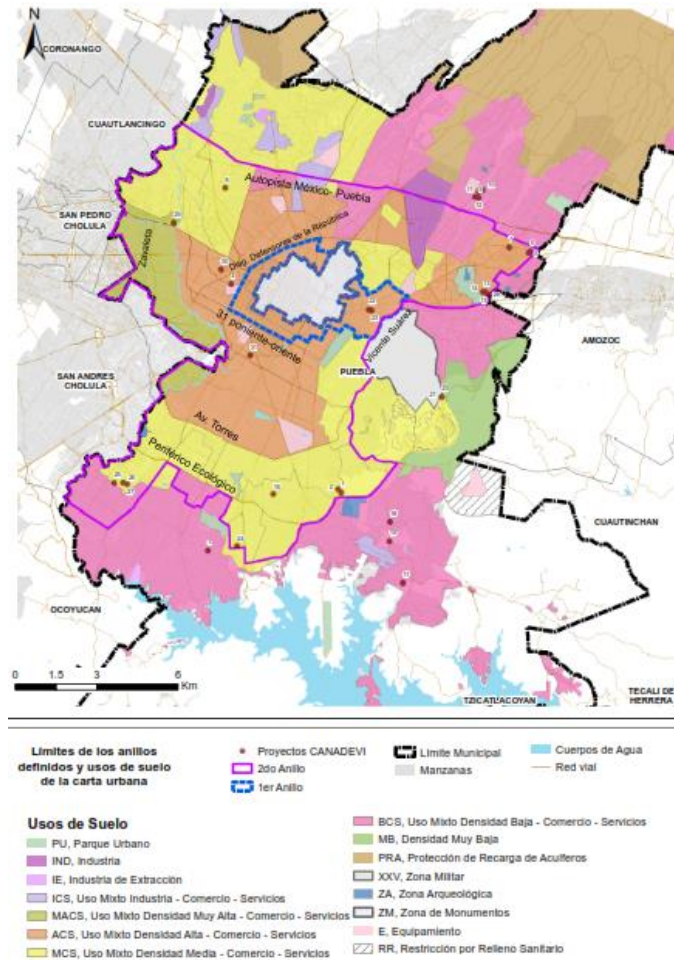 N
CORONANGO
CUAUTLANCINGO
Autopista México- Puebla
SAN PEDRO
CHOLULA
Diag. Defensores de la República
Zavaleta
31 poniente-oriente
Vicente Suárez
AMOZOC
SAN ANDRES
CHOLULA
PUEBLA
Av. Torres
Periférico Ecológico
CUAUTINCHAN
OCOYUCAN
0 1.5 3 6
Km
TZICATLACOYAN
TECALI DE
HERRERA
Límites de los anillos
definidos y usos de suelo
de la carta urbana
Proyectos CANADEVI
2do Anillo
1er Anillo
Límite Municipal
Manzanas
Cuerpos de Agua
Red vial
Usos de Suelo
PU, Parque Urbano
IND, Industria
IE, Industria de Extracción
ICS, Uso Mixto Industria - Comercio - Servicios
MACS, Uso Mixto Densidad Muy Alta - Comercio - Servicios
ACS, Uso Mixto Densidad Alta - Comercio - Servicios
MCS, Uso Mixto Densidad Media - Comercio - Servicios
BCS, Uso Mixto Densidad Baja - Comercio - Servicios
MB, Densidad Muy Baja
PRA, Protección de Recarga de Acuíferos
XXV, Zona Militar
ZA, Zona Arqueológica
ZM, Zona de Monumentos
E, Equipamiento
RR, Restricción por Relleno Sanitario